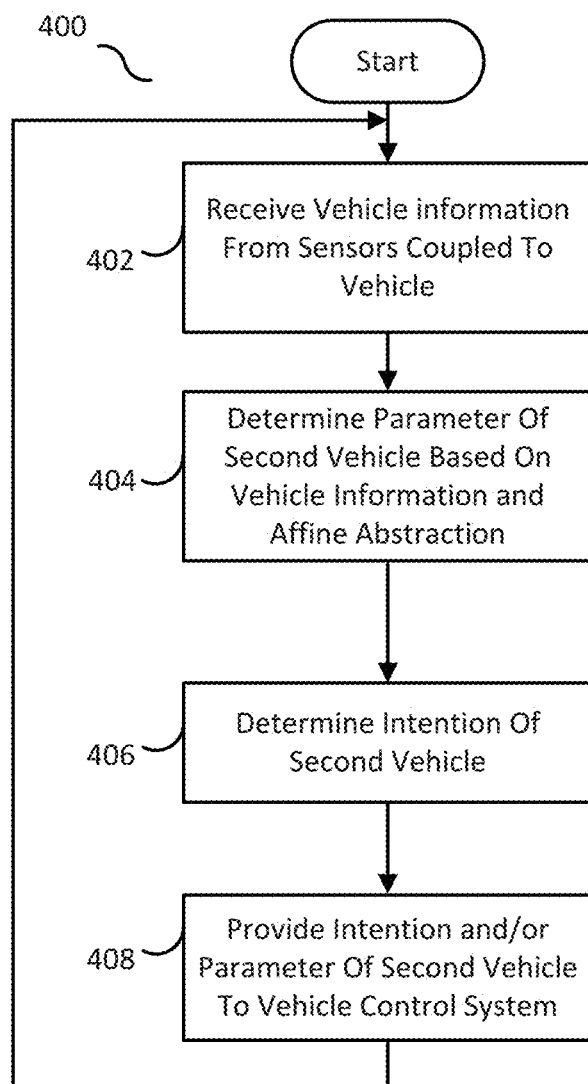 400
Start
Receive Vehicle information
From Sensors Coupled To
Vehicle
402
Determine Parameter Of
Second Vehicle Based On
Vehicle Information and
Affine Abstraction
404
Determine Intention Of
Second Vehicle
406
Provide Intention and/or
Parameter Of Second Vehicle
To Vehicle Control System
408